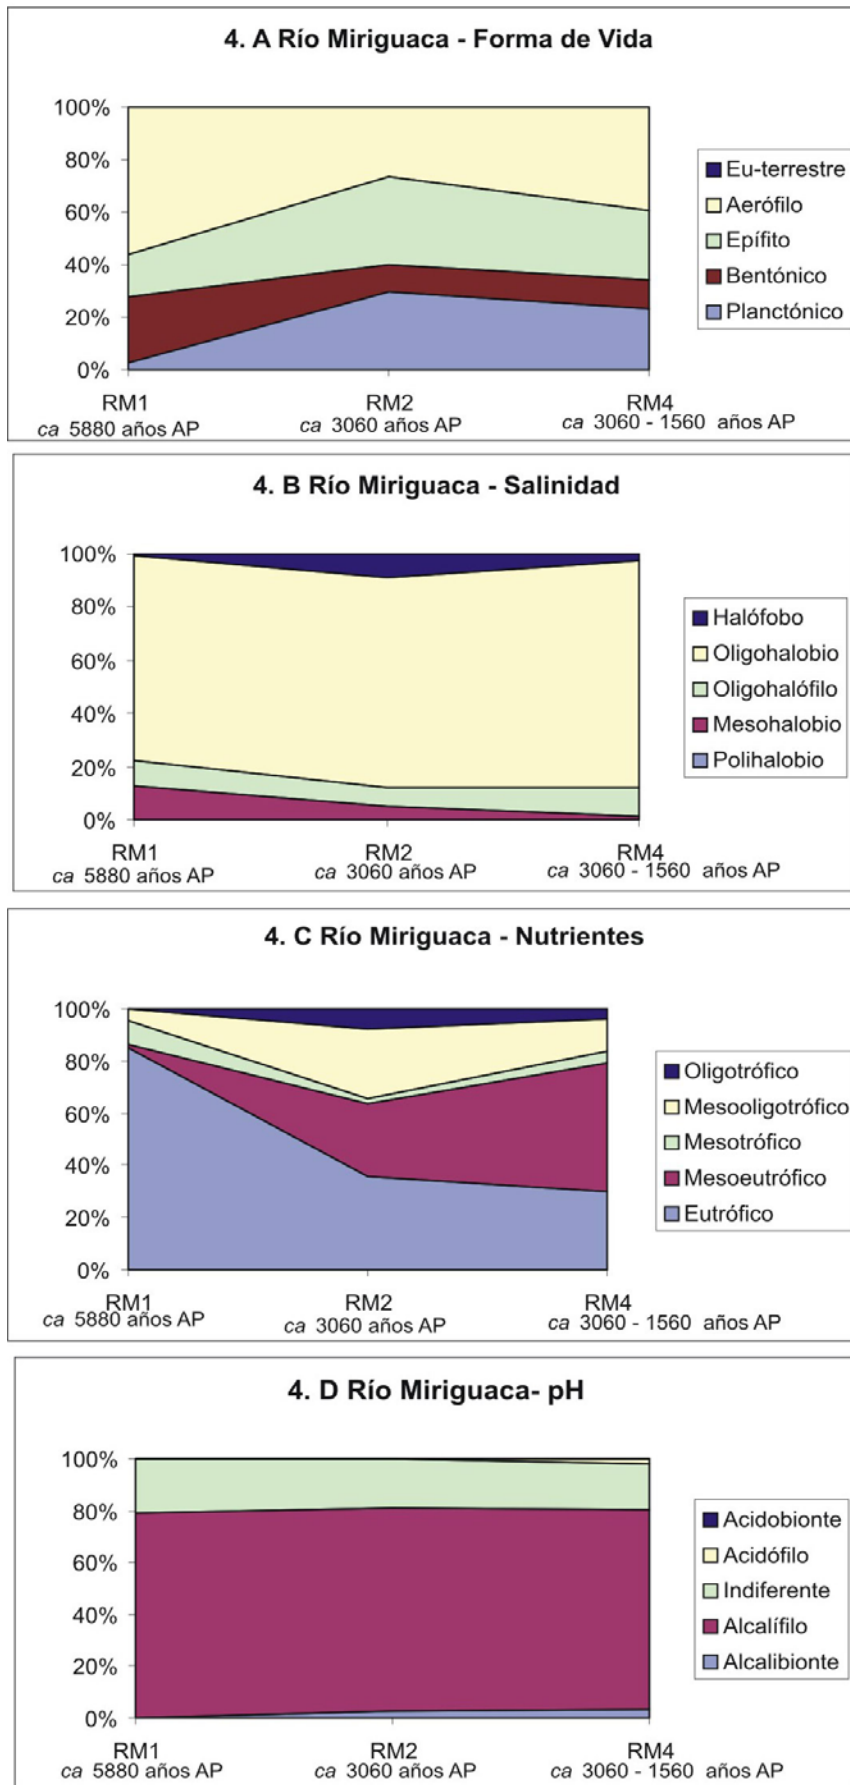 4. A Río Miriguaca - Forma de Vida
100%
80%
60%
40%
20%
0%
RM1
RM2
RM4
ca 5880 años AP
ca 3060 años AP
ca 3060 - 1560 años AP
Eu-terrestre
Aerófilo
Epífito
Bentónico
Planctónico
4. B Río Miriguaca - Salinidad
100%
80%
60%
40%
20%
0%
RM1
RM2
RM4
ca 5880 años AP
ca 3060 años AP
ca 3060 - 1560 años AP
Halófobo
Oligohalobio
Oligohalófilo
Mesohalobio
Polihalobio
4. C Río Miriguaca - Nutrientes
100%
80%
60%
40%
20%
0%
RM1
RM2
RM4
ca 5880 años AP
ca 3060 años AP
ca 3060 - 1560 años AP
Oligotrófico
Mesooligotrófico
Mesotrófico
Mesoeutrófico
Eutrófico
4. D Río Miriguaca- pH
100%
80%
60%
40%
20%
0%
RM1
RM2
RM4
ca 5880 años AP
ca 3060 años AP
ca 3060 - 1560 años AP
Acidobionte
Acidófilo
Indiferente
Alcalífilo
Alcalibionte